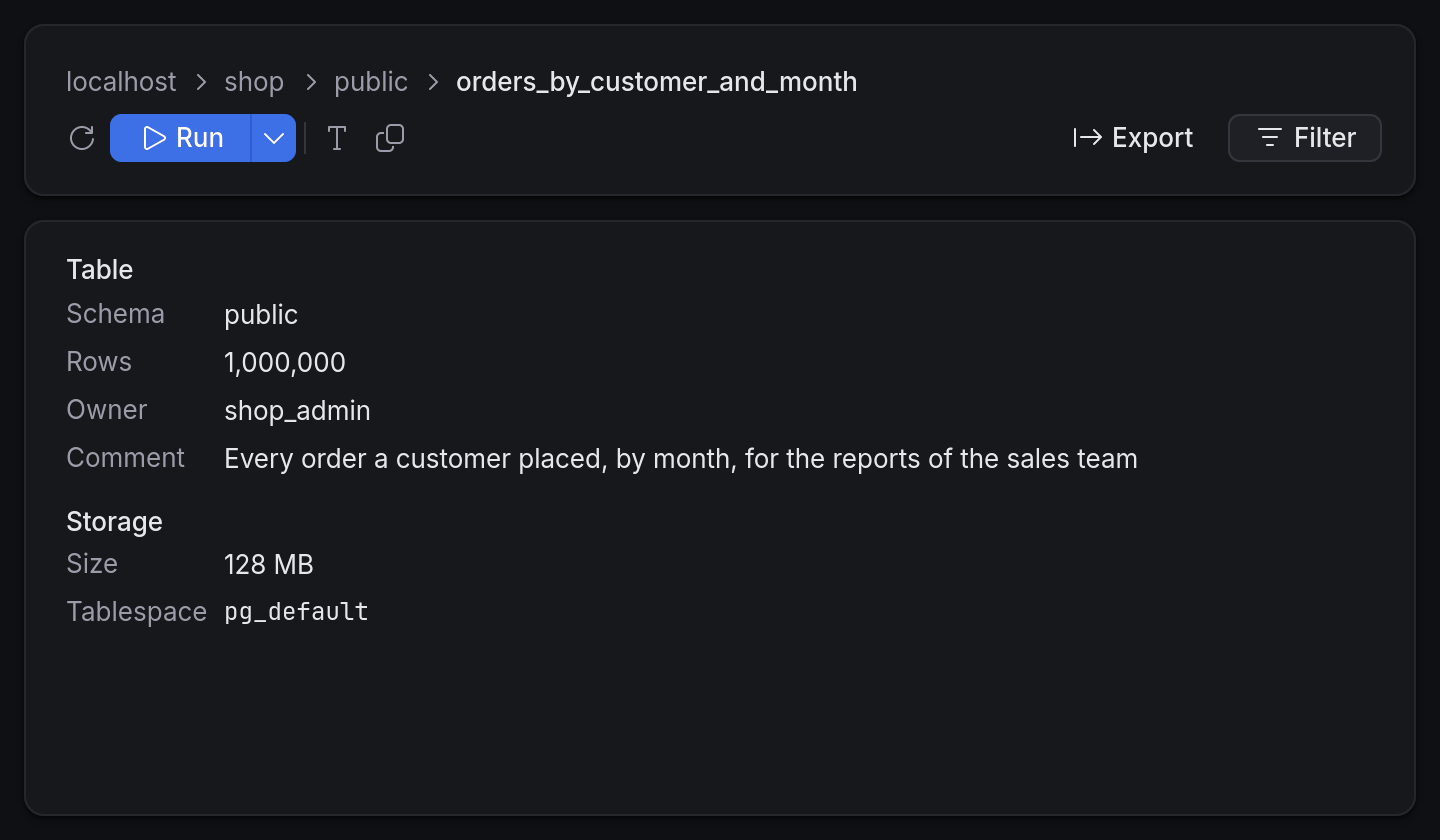 localhost > shop > public > orders_by_customer_and_month
Run Export Filter
Table
Schema public
Rows 1,000,000
Owner shop_admin
Comment Every order a customer placed, by month, for the reports of the sales team
Storage
Size 128 MB
Tablespace pg_default